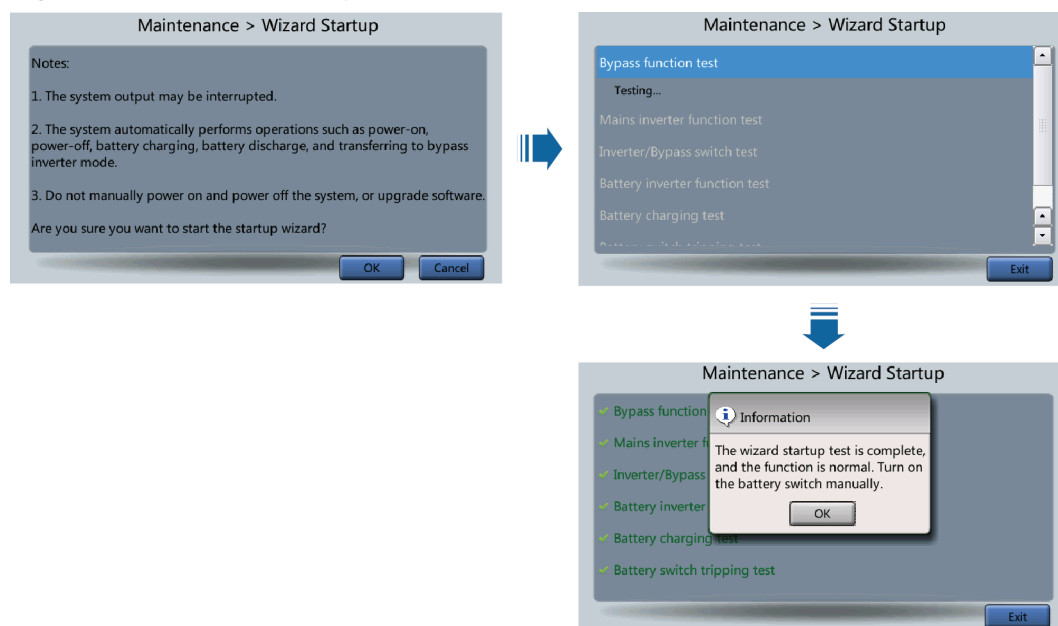 Maintenance > Wizard Startup
Notes:
1. The system output may be interrupted.
2. The system automatically performs operations such as power-on,
power-off, battery charging, battery discharge, and transferring to bypass
inverter mode.
3. Do not manually power on and power off the system, or upgrade software.
Are you sure you want to start the startup wizard?
OK
Cancel
Maintenance > Wizard Startup
Bypass function test
Testing...
Mains inverter function test
Inverter/Bypass switch test
Battery inverter function test
Battery charging test
Battery switch tripping test
Exit
Maintenance > Wizard Startup
Bypass function
Mains inverter f
Inverter/Bypass
Battery inverter
Battery charging test
Battery switch tripping test
Information
The wizard startup test is complete,
and the function is normal. Turn on
the battery switch manually.
OK
Exit